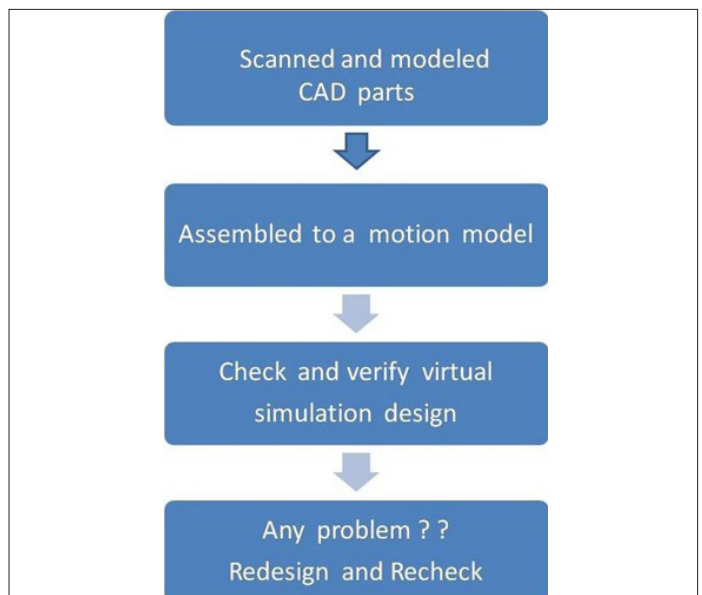 Scanned and modeled
CAD parts
Assembled to a motion model
Check and verify virtual
simulation design
Any problem ? ?
Redesign and Recheck